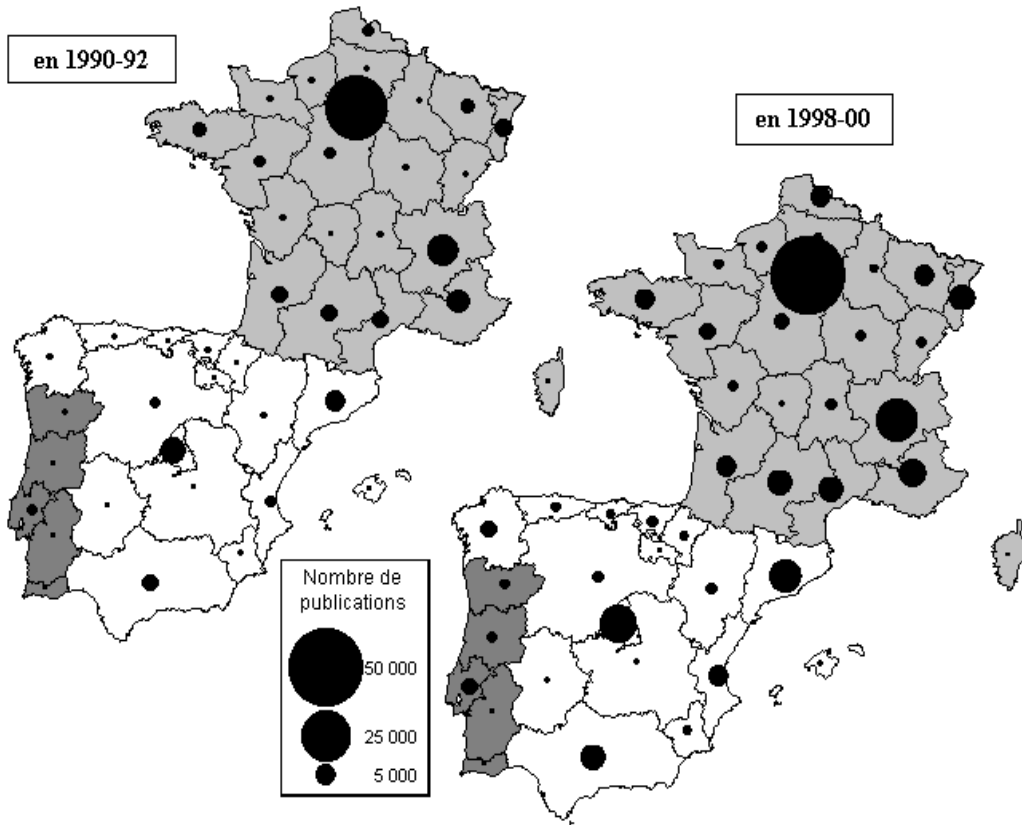 en 1990-92
en 1998-00
Nombre de
publications
50 000
25 000
5 000